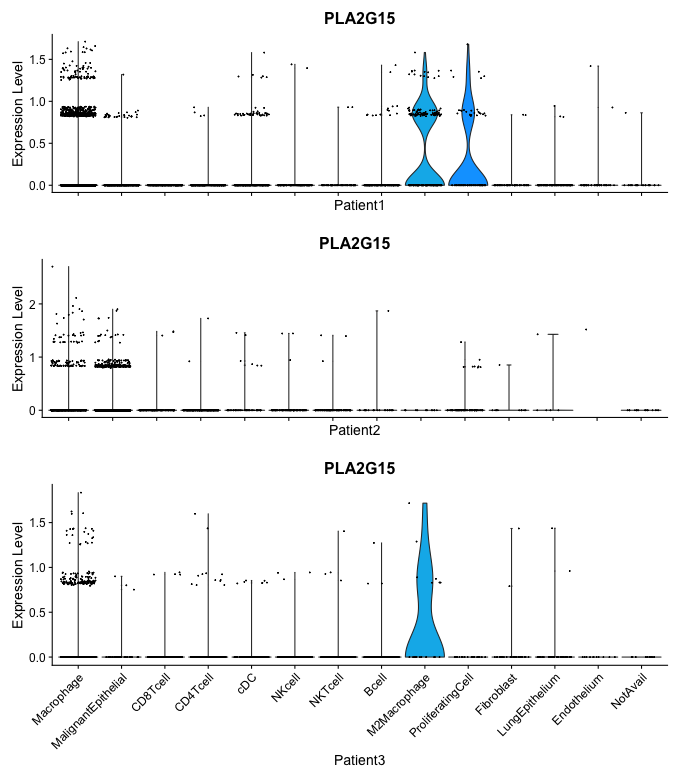 PLA2G15
Expression Level
1.5
1.0
0.5
0.0
Patient1
PLA2G15
Expression Level
2
1
0
Patient2
PLA2G15
Expression Level
1.5
1.0
0.5
0.0
Macrophage
MalignantEpithelial
CD8Tcell
CD4Tcell
cDC
NKcell
NKTcell
Bcell
M2Macrophage
ProliferatingCell
Fibroblast
LungEpithelium
Endothelium
NotAvail
Patient3